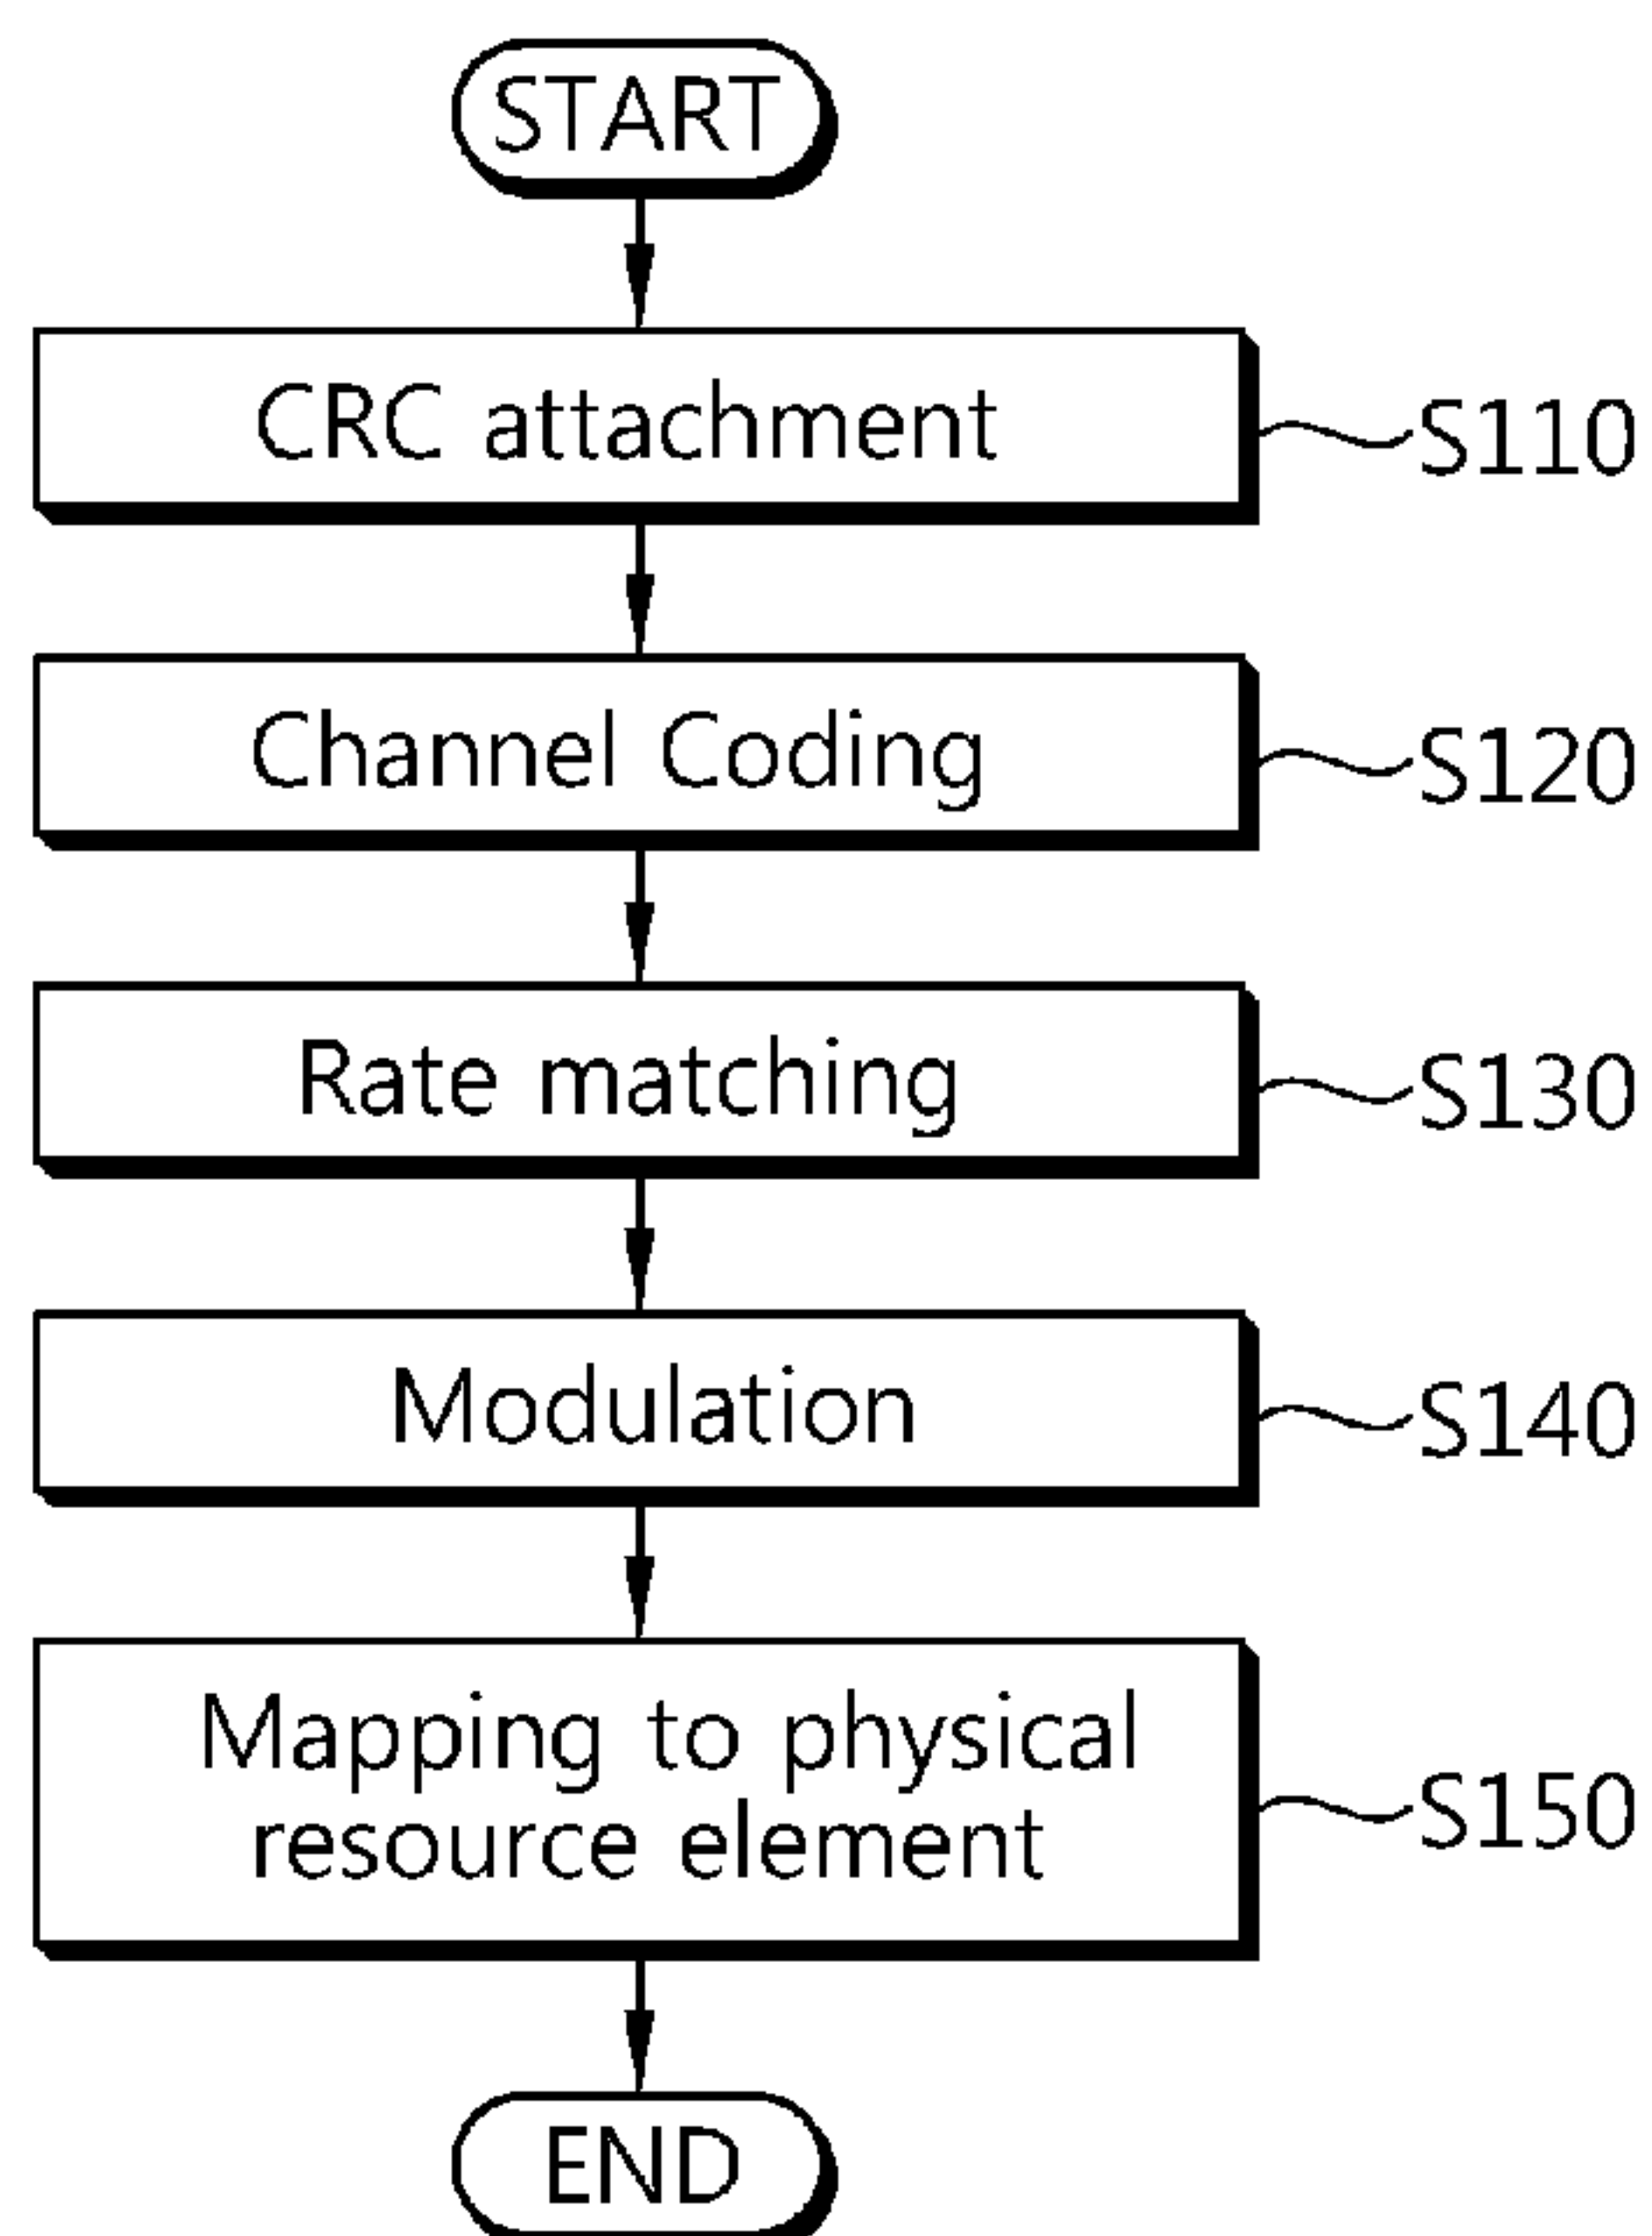 START
CRC attachment
S110
Channel Coding
S120
Rate matching
S130
Modulation
S140
Mapping to physical
resource element
S150
END